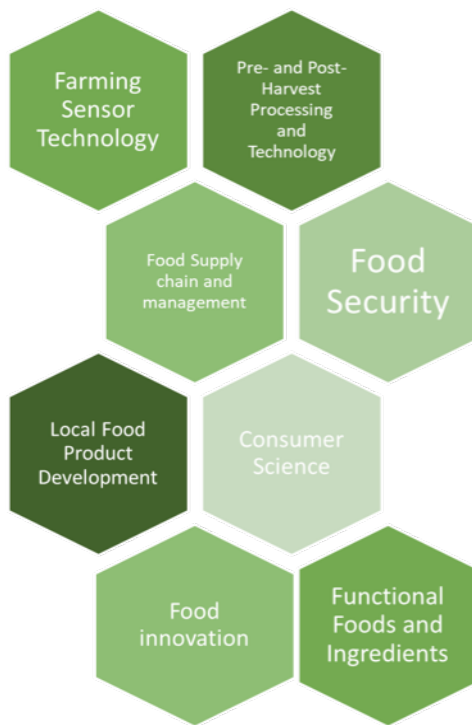 Farming
Sensor
Technology
Pre- and Post-
Harvest
Processing
and
Technology
Food Supply
chain and
management
Food
Security
Local Food
Product
Development
Consumer
Science
Food
innovation
Functional
Foods and
Ingredients